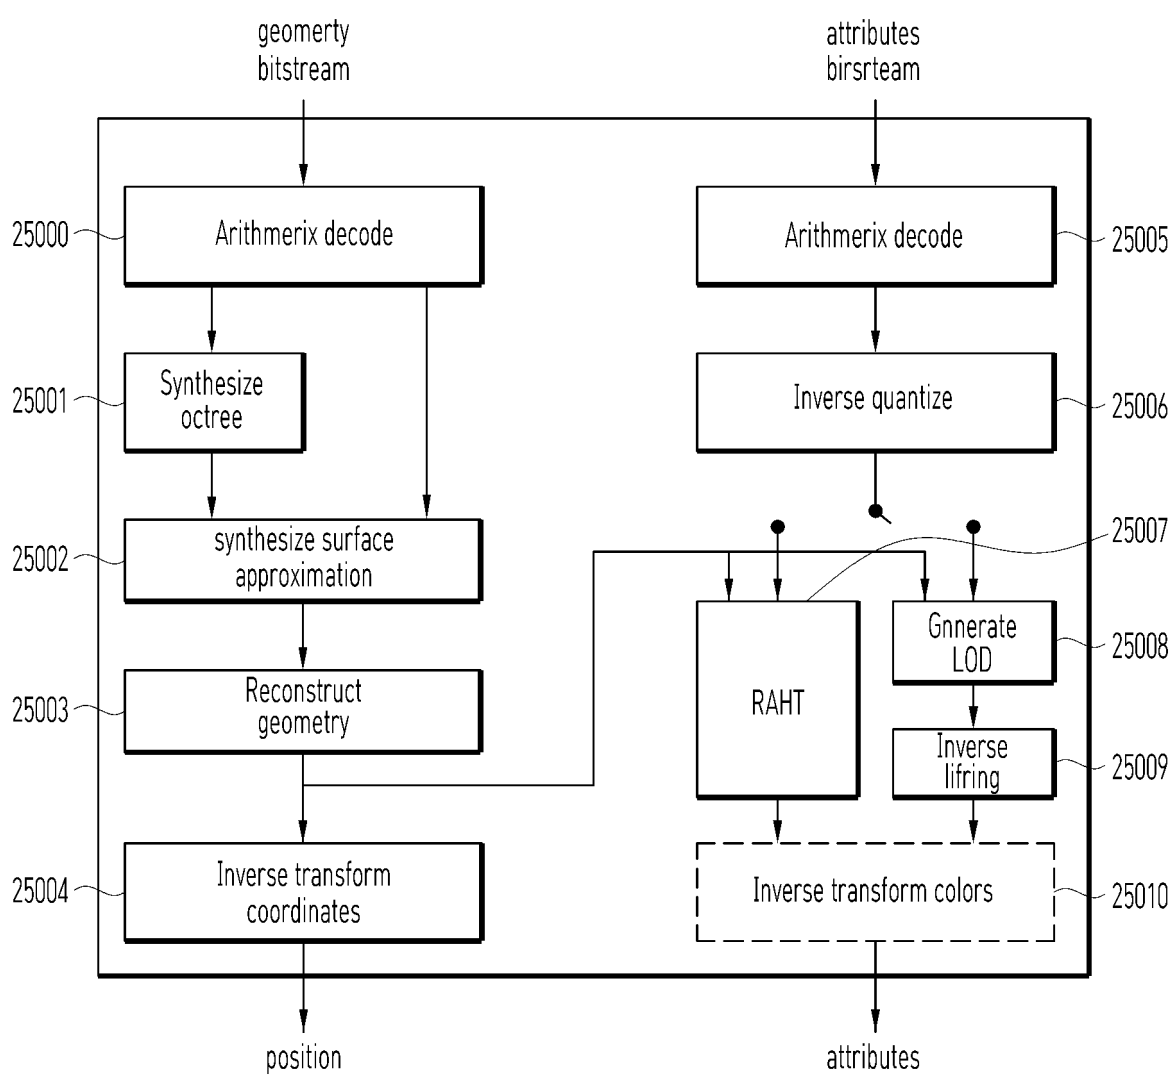 geomerty
bitstream
attributes
birsrteam
25000
Arithmerix decode
Arithmerix decode
25005
25001
Synthesize
octree
Inverse quantize
25006
25002
synthesize surface
approximation
25007
25003
Reconstruct
geometry
RAHT
Gnnerate
LOD
25008
Inverse
lifring
25009
25004
Inverse transform
coordinates
Inverse transform colors
25010
position
attributes